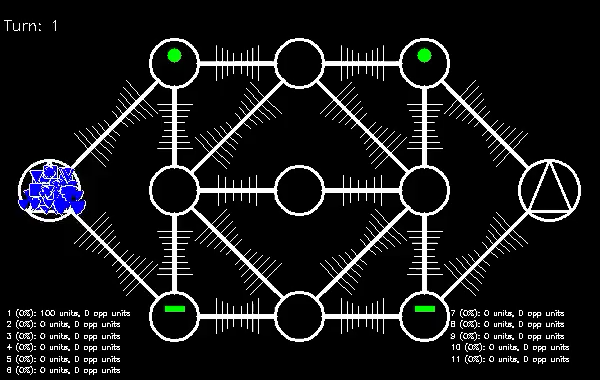 Turn: 1
1 (0%): 100 units, 0 opp units
2 (0%): 0 units, 0 opp units
3 (0%): 0 units, 0 opp units
4 (0%): 0 units, 0 opp units
5 (0%): 0 units, 0 opp units
6 (0%): 0 units, 0 opp units
7 (0%): 0 units, 0 opp units
8 (0%): 0 units, 0 opp units
9 (0%): 0 units, 0 opp units
10 (0%): 0 units, 0 opp units
11 (0%): 0 units, 0 opp units